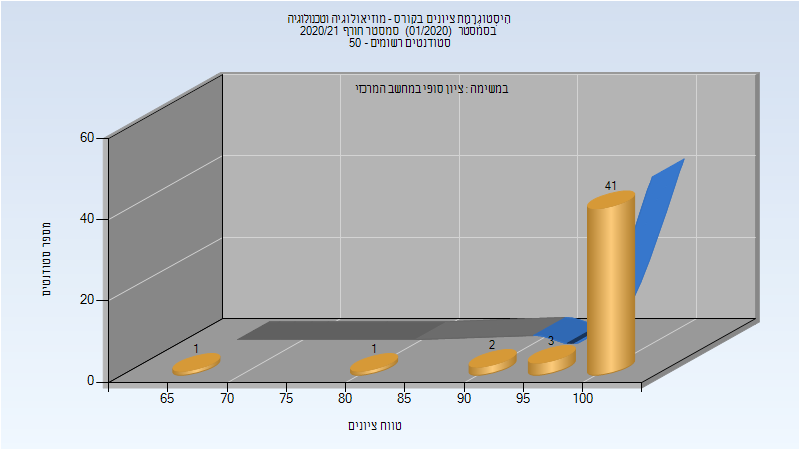 היסטוגרמת ציונים בקורס - מוזיאולוגיה וטכנולוגיה
בסמסטר (01/2020) סמסטר חורף 2020/21
סטודנטים רשומים - 50
במשימה : ציון סופי במחשב המרכזי
60
40
20
0
מספר סטודנטים
1
1
2
3
41
65
70
75
80
85
90
95
100
טווח ציונים